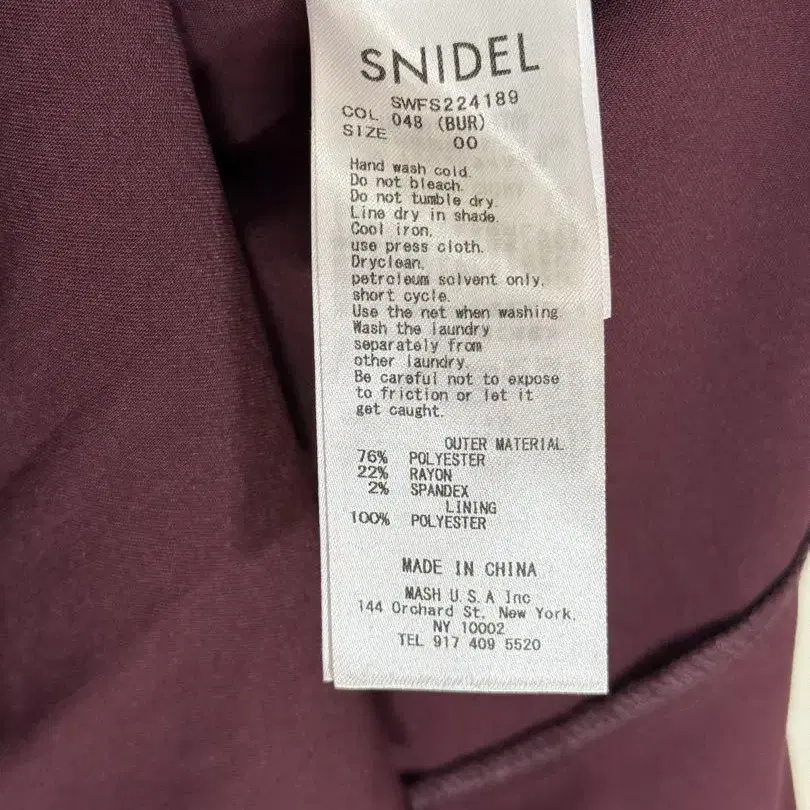 SNIDEL
SWFS224189
COL 048 (BUR)
SIZE 00
Hand wash cold.
Do not bleach.
Do not tumble dry.
Line dry in shade.
Cool iron,
use press cloth.
Dryclean,
petroleum solvent only,
short cycle.
Use the net when washing
Wash the laundry
separately from
other laundry.
Be careful not to expose
to friction or let it
get caught.
OUTER MATERIAL
76% POLYESTER
22% RAYON
2% SPANDEX
LINING
100% POLYESTER
MADE IN CHINA
MASH U.S.A Inc
144 Orchard St, New York,
NY 10002
TEL 917 409 5520